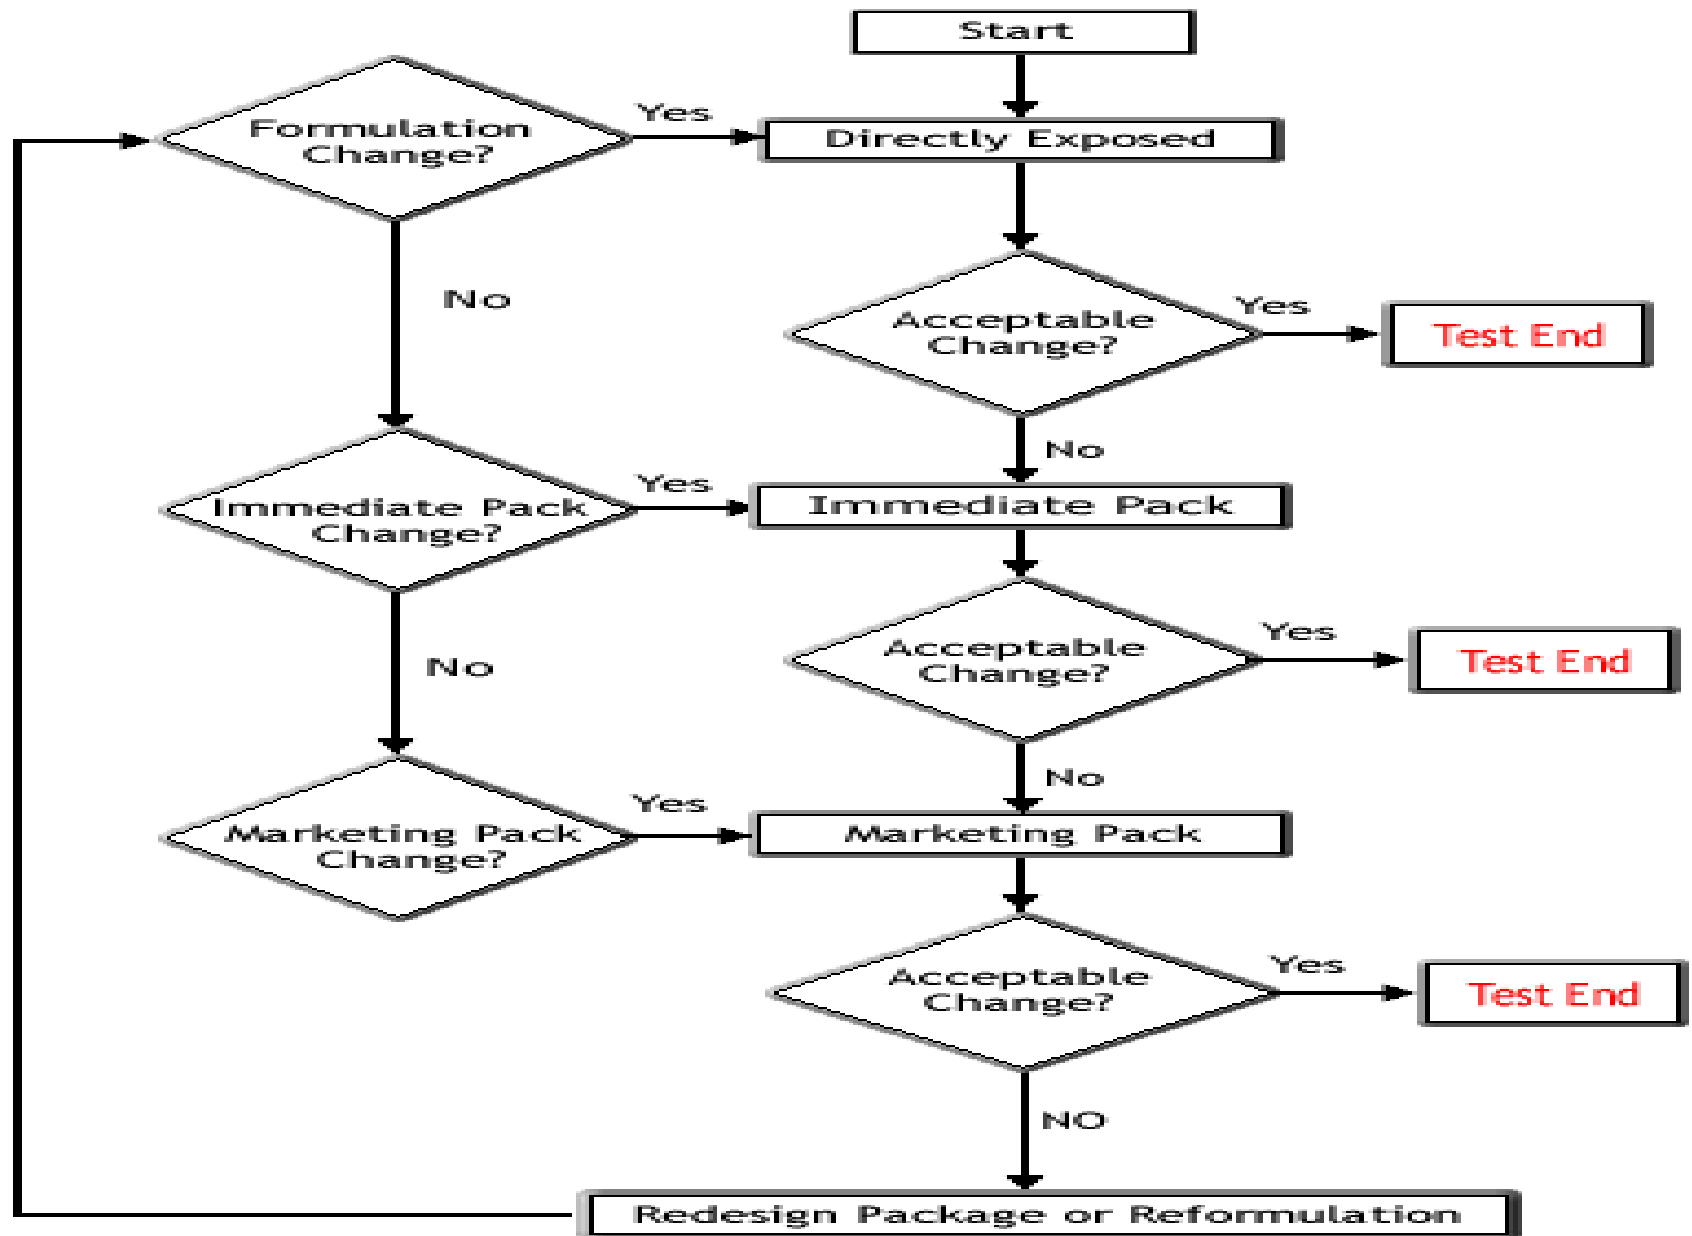 Start
Formulation
Change?
Yes
Directly Exposed
No
Acceptable
Change?
Yes
Test End
No
Immediate Pack
Change?
Yes
Immediate Pack
No
Acceptable
Change?
Yes
Test End
No
Marketing Pack
Change?
Yes
Marketing Pack
Acceptable
Change?
Yes
Test End
NO
Redesign Package or Reformulation